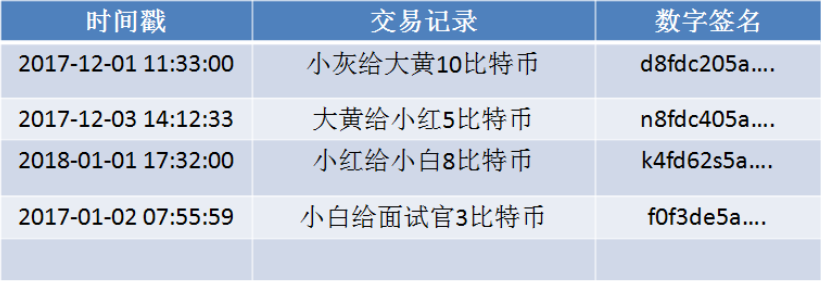 时间戳 交易记录 数字签名
2017-12-01 11:33:00 小灰给大黄10比特币 d8fdc205a....
2017-12-03 14:12:33 大黄给小红5比特币 n8fdc405a....
2018-01-01 17:32:00 小红给小白8比特币 k4fd62s5a....
2017-01-02 07:55:59 小白给面试官3比特币 f0f3de5a....